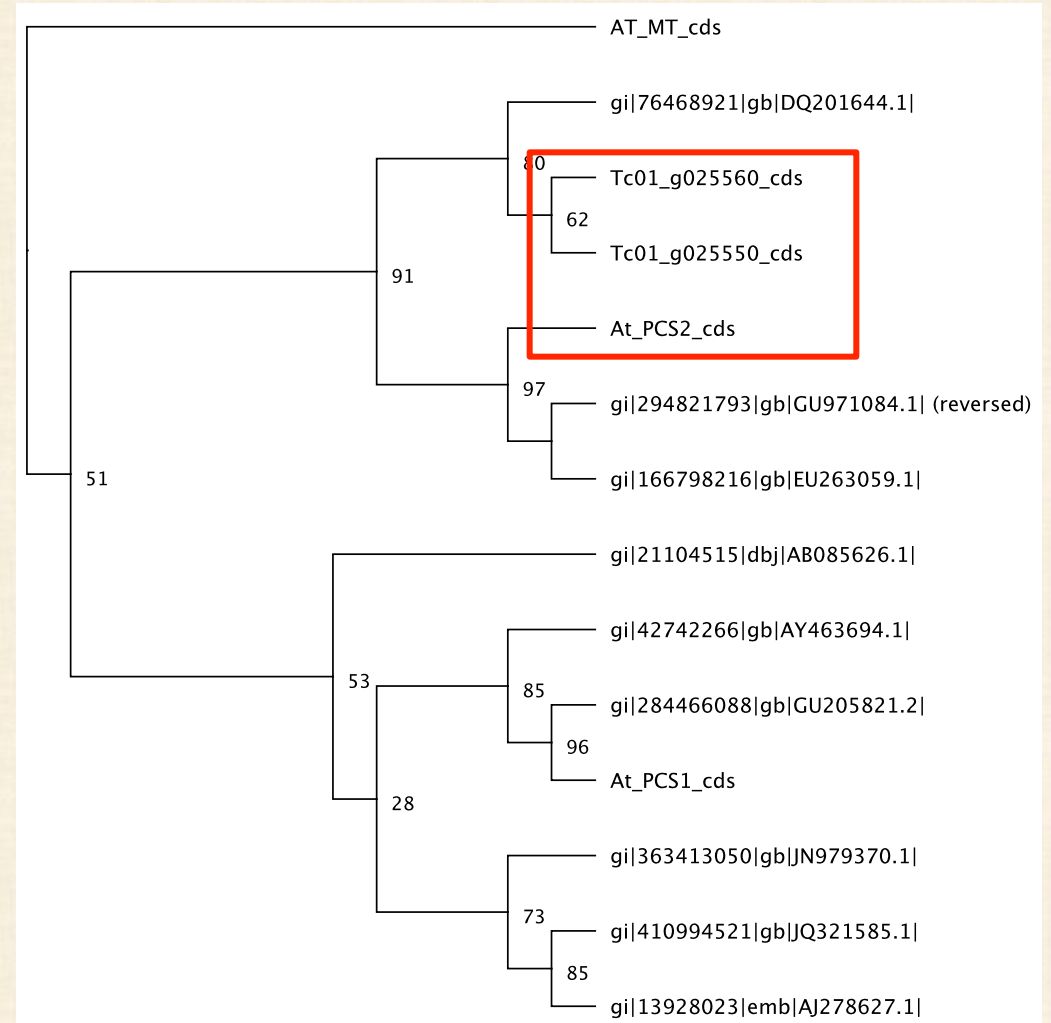 AT_MT_cds
gi|76468921|gb|DQ201644.1|
80
Tc01_g025560_cds
62
Tc01_g025550_cds
91
At_PCS2_cds
97
gi|294821793|gb|GU971084.1| (reversed)
51
gi|166798216|gb|EU263059.1|
gi|21104515|dbj|AB085626.1|
gi|42742266|gb|AY463694.1|
53
85
gi|284466088|gb|GU205821.2|
96
At_PCS1_cds
28
gi|363413050|gb|JN979370.1|
73
gi|410994521|gb|JQ321585.1|
85
gi|13928023|emb|AJ278627.1|